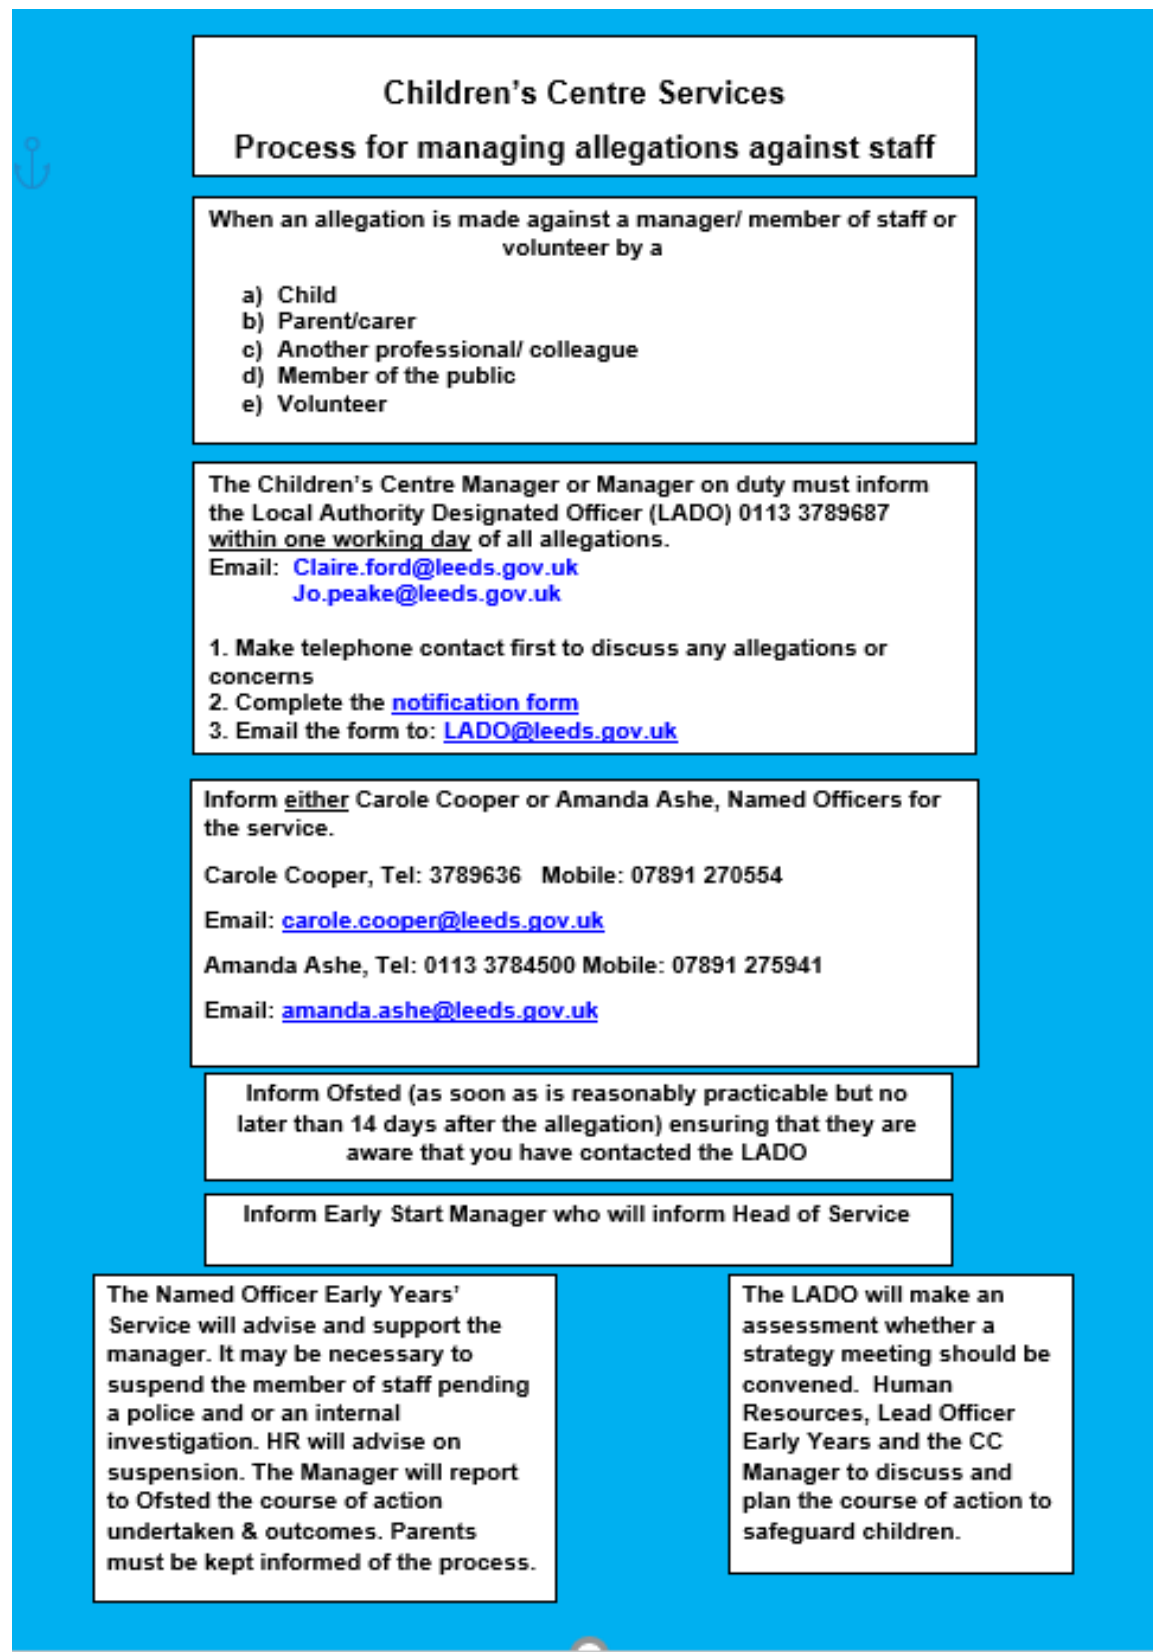 Children's Centre Services
Process for managing allegations against staff
When an allegation is made against a manager/ member of staff or
volunteer by a
a) Child
b) Parent/carer
c) Another professional/ colleague
d) Member of the public
e) Volunteer
The Children's Centre Manager or Manager on duty must inform
the Local Authority Designated Officer (LADO) 0113 3789687
within one working day of all allegations.
Email: Claire.ford@leeds.gov.uk
Jo.peake@leeds.gov.uk
1. Make telephone contact first to discuss any allegations or
concerns
2. Complete the notification form
3. Email the form to: LADO@leeds.gov.uk
Inform either Carole Cooper or Amanda Ashe, Named Officers for
the service.
Carole Cooper, Tel: 3789636 Mobile: 07891 270554
Email: carole.cooper@leeds.gov.uk
Amanda Ashe, Tel: 0113 3784500 Mobile: 07891 275941
Email: amanda.ashe@leeds.gov.uk
Inform Ofsted (as soon as is reasonably practicable but no
later than 14 days after the allegation) ensuring that they are
aware that you have contacted the LADO
Inform Early Start Manager who will inform Head of Service
The Named Officer Early Years'
Service will advise and support the
manager. It may be necessary to
suspend the member of staff pending
a police and or an internal
investigation. HR will advise on
suspension. The Manager will report
to Ofsted the course of action
undertaken & outcomes. Parents
must be kept informed of the process.
The LADO will make an
assessment whether a
strategy meeting should be
convened. Human
Resources, Lead Officer
Early Years and the CC
Manager to discuss and
plan the course of action to
safeguard children.